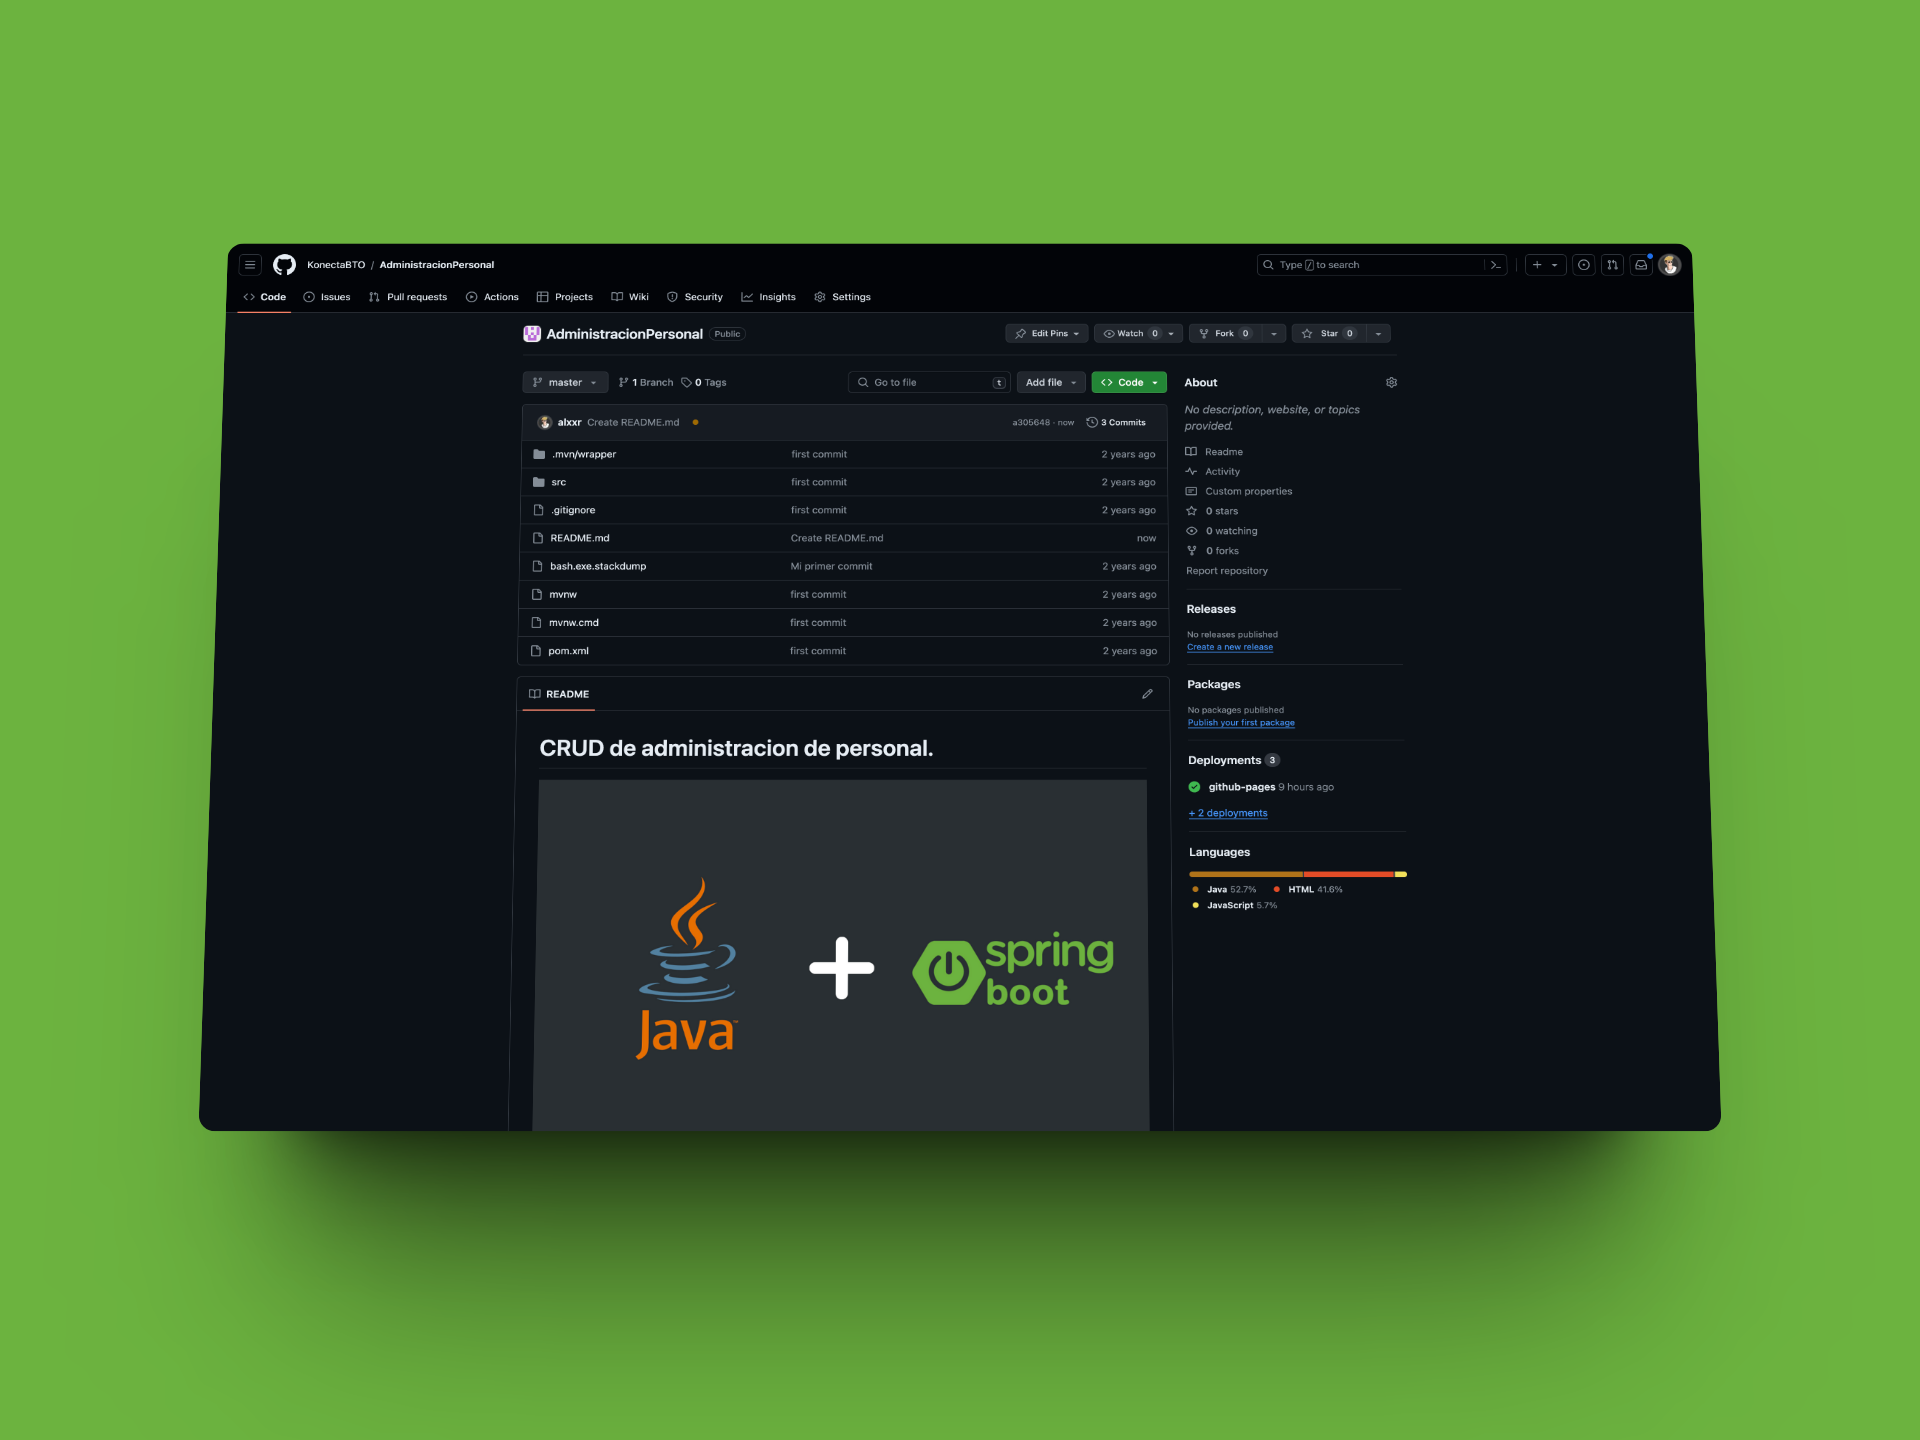 KonectaBTO / AdministracionPersonal
Type / to search
Code Issues Pull requests Actions Projects Wiki Security Insights Settings
AdministracionPersonal Public
Edit Pins Watch 0 Fork 0 Star 0
master 1 Branch 0 Tags
Go to file t Add file Code
alxxr Create README.md a305648 · now 3 Commits
.mvn/wrapper first commit 2 years ago
src first commit 2 years ago
.gitignore first commit 2 years ago
README.md Create README.md now
bash.exe.stackdump Mi primer commit 2 years ago
mvnw first commit 2 years ago
mvnw.cmd first commit 2 years ago
pom.xml first commit 2 years ago
README
CRUD de administracion de personal.
Java™
spring
boot
About
No description, website, or topics
provided.
Readme
Activity
Custom properties
0 stars
0 watching
0 forks
Report repository
Releases
No releases published
Create a new release
Packages
No packages published
Publish your first package
Deployments 3
github-pages 9 hours ago
+ 2 deployments
Languages
Java 52.7% HTML 41.6%
JavaScript 5.7%